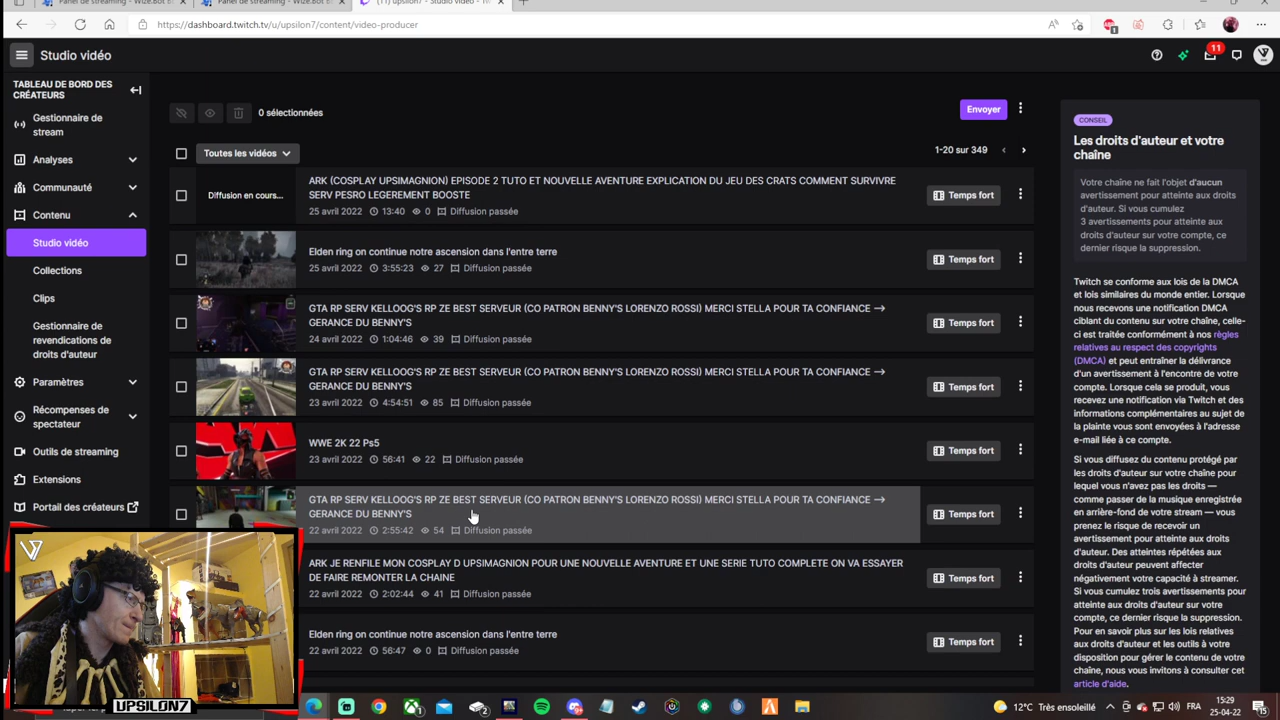 Panel de streaming - Wize.Bot
Panel de streaming - Wize.Bot
(11) upsilon7 - Studio vidéo
https://dashboard.twitch.tv/u/upsilon7/content/video-producer
Studio vidéo
11
TABLEAU DE BORD DES
CRÉATEURS
Gestionnaire de
stream
Analyses
Communauté
Contenu
Studio vidéo
Collections
Clips
Gestionnaire de
revendications de
droits d'auteur
Paramètres
Récompenses de
spectateur
Outils de streaming
Extensions
Portail des créateurs
0 sélectionnées
Envoyer
Toutes les vidéos
1-20 sur 349
Diffusion en cours...
ARK (COSPLAY UPSIMAGNION) EPISODE 2 TUTO ET NOUVELLE AVENTURE EXPLICATION DU JEU DES CRATS COMMENT SURVIVRE
SERV PESRO LEGEREMENT BOOSTE
25 avril 2022 13:40 0 Diffusion passée
Temps fort
Elden ring on continue notre ascension dans l'entre terre
25 avril 2022 3:55:23 27 Diffusion passée
Temps fort
GTA RP SERV KELLOOG'S RP ZE BEST SERVEUR (CO PATRON BENNY'S LORENZO ROSSI) MERCI STELLA POUR TA CONFIANCE -->
GERANCE DU BENNY'S
24 avril 2022 1:04:46 39 Diffusion passée
Temps fort
GTA RP SERV KELLOOG'S RP ZE BEST SERVEUR (CO PATRON BENNY'S LORENZO ROSSI) MERCI STELLA POUR TA CONFIANCE -->
GERANCE DU BENNY'S
23 avril 2022 4:54:51 85 Diffusion passée
Temps fort
WWE 2K 22 Ps5
23 avril 2022 56:41 22 Diffusion passée
Temps fort
GTA RP SERV KELLOOG'S RP ZE BEST SERVEUR (CO PATRON BENNY'S LORENZO ROSSI) MERCI STELLA POUR TA CONFIANCE -->
GERANCE DU BENNY'S
22 avril 2022 2:55:42 54 Diffusion passée
Temps fort
ARK JE RENFILE MON COSPLAY D UPSIMAGNION POUR UNE NOUVELLE AVENTURE ET UNE SERIE TUTO COMPLETE ON VA ESSAYER
DE FAIRE REMONTER LA CHAINE
22 avril 2022 2:02:44 41 Diffusion passée
Temps fort
Elden ring on continue notre ascension dans l'entre terre
22 avril 2022 56:47 0 Diffusion passée
Temps fort
CONSEIL
Les droits d'auteur et votre
chaîne
Votre chaîne ne fait l'objet d'aucun
avertissement pour atteinte aux droits
d'auteur. Si vous cumulez
3 avertissements pour atteinte aux
droits d'auteur sur votre compte, ce
dernier risque la suppression.
Twitch se conforme aux lois de la DMCA
et lois similaires du monde entier. Lorsque
nous recevons une notification DMCA
ciblant du contenu sur votre chaîne, celle-
ci est traitée conformément à nos règles
relatives au respect des copyrights
(DMCA) et peut entraîner la délivrance
d'un avertissement à l'encontre de votre
compte. Lorsque cela se produit, vous
recevez une notification via Twitch et des
informations complémentaires au sujet de
la plainte vous sont envoyées à l'adresse
e-mail liée à ce compte.
Si vous diffusez du contenu protégé par
les droits d'auteur sur votre chaîne pour
lequel vous n'avez pas les droits —
comme passer de la musique enregistrée
en arrière-fond de votre stream — vous
prenez le risque de recevoir un
avertissement pour atteinte aux droits
d'auteur. Des atteintes répétées aux
droits d'auteur peuvent affecter
négativement votre capacité à streamer.
Si vous cumulez trois avertissements pour
atteinte aux droits d'auteur sur votre
compte, ce dernier risque la suppression.
Pour en savoir plus sur les lois relatives
aux droits d'auteur et les outils à votre
disposition pour gérer le contenu de votre
chaîne, nous vous invitons à consulter cet
article d'aide.
UPSILON7
12°C Très ensoleillé
FRA
15:29
25-04-22
15